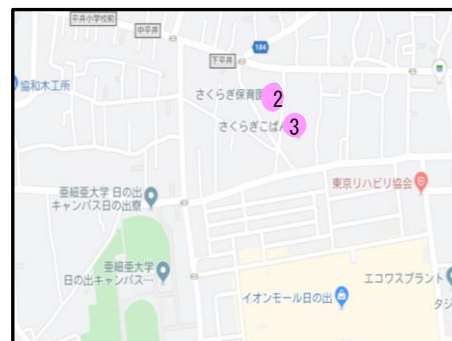 平井小学校前
中平井
184
下平井
協和木工所
さくらぎ保育園
2
さくらぎこぱん
3
東京リハビリ協会
亜細亜大学 日の出
キャンパス日の出寮
亜細亜大学
日の出キャンパス…
イオンモール日の出
エコワスプラント
タジ